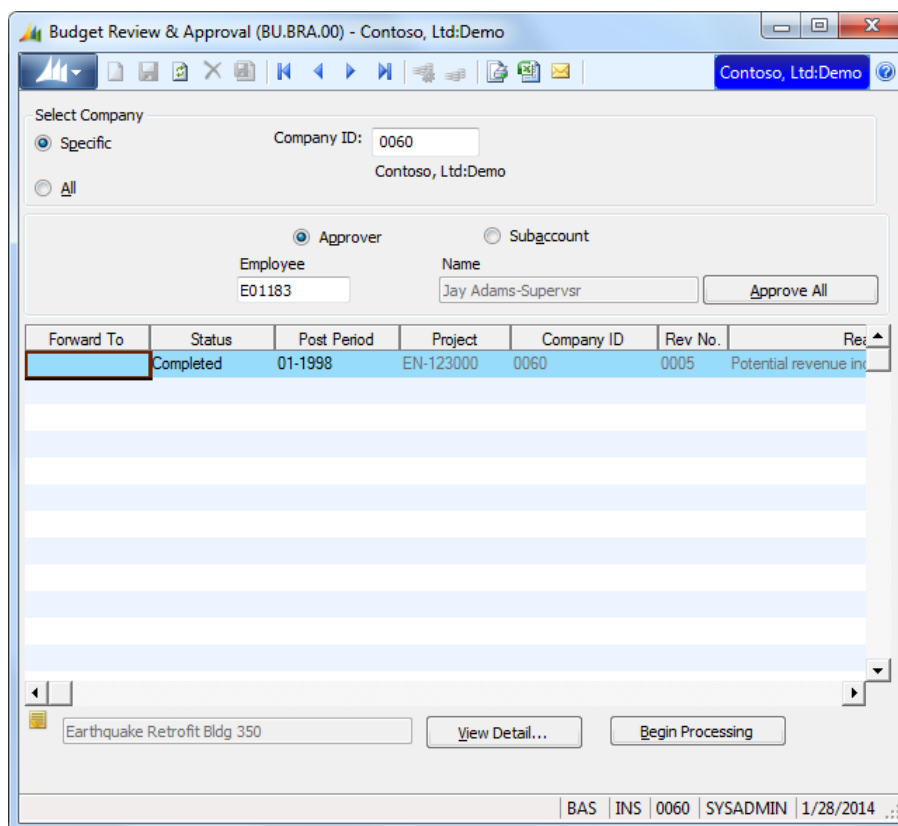 Budget Review & Approval (BU.BRA.00) - Contoso, Ltd:Demo
Contoso, Ltd:Demo
Select Company
Specific
Company ID: 0060
Contoso, Ltd:Demo
All
Approver Subaccount
Employee Name
E01183 Jay Adams-Supervsr Approve All
Forward To Status Post Period Project Company ID Rev No. Rea
Completed 01-1998 EN-123000 0060 0005 Potential revenue inc
Earthquake Retrofit Bldg 350 View Detail... Begin Processing
BAS INS 0060 SYSADMIN 1/28/2014